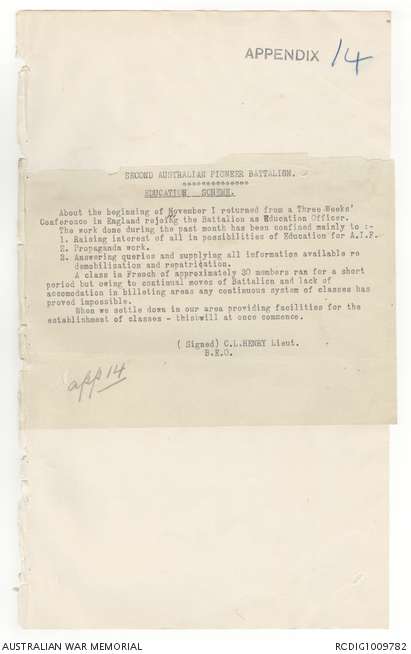 APPENDIX 14
SECOND AUSTRALIAN PIONEER BATTALION.
EDUCATION SCHEME.
About the beginning of November I returned from a Three Weeks'
Conference in England rejoing the Battalion as Education Officer.
The work done during the past month has been confined mainly to :-
1. Raising interest of all in possibilities of Education for A.I.F.
2. Propaganda work.
2. Answering queries and supplying all information available re
demobilisation and repatriation.
A class in French of approximately 30 members ran for a short
period but owing to continual moves of Battalion and lack of
accomodation in billeting areas any continuous system of classes has
proved impossible.
When we settle down in our area providing facilities for the
establishment of classes - this will at once commence.
( Signed) C.L.HENRY Lieut.
B.E.O.
app 14
AUSTRALIAN WAR MEMORIAL
RCDIG1009782